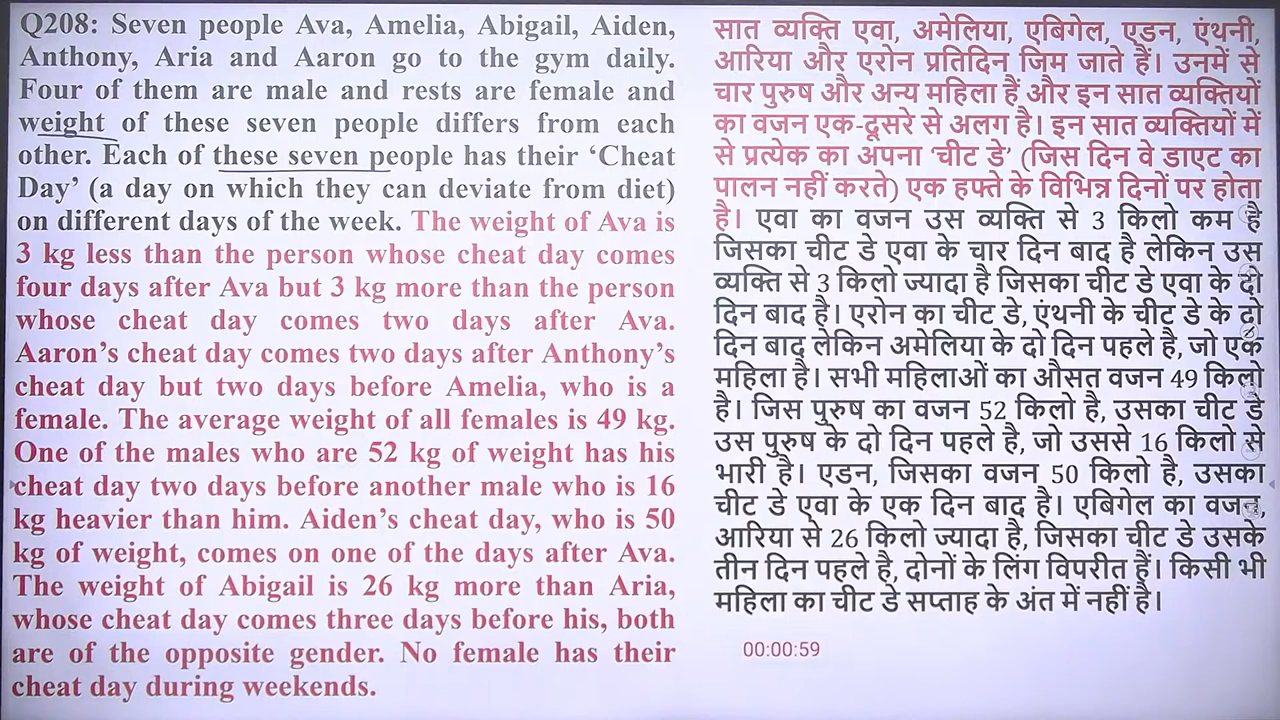 Q208: Seven people Ava, Amelia, Abigail, Aiden,
Anthony, Aria and Aaron go to the gym daily.
Four of them are male and rests are female and
weight of these seven people differs from each
other. Each of these seven people has their ‘Cheat
Day’ (a day on which they can deviate from diet)
on different days of the week. The weight of Ava is
3 kg less than the person whose cheat day comes
four days after Ava but 3 kg more than the person
whose cheat day comes two days after Ava.
Aaron’s cheat day comes two days after Anthony’s
cheat day but two days before Amelia, who is a
female. The average weight of all females is 49 kg.
One of the males who are 52 kg of weight has his
cheat day two days before another male who is 16
kg heavier than him. Aiden’s cheat day, who is 50
kg of weight, comes on one of the days after Ava.
The weight of Abigail is 26 kg more than Aria,
whose cheat day comes three days before his, both
are of the opposite gender. No female has their
cheat day during weekends.
सात व्यक्ति एवा, अमेलिया, एबिगेल, एडन, एंथनी,
आरिया और एरोन प्रतिदिन जिम जाते हैं। उनमें से
चार पुरुष और अन्य महिला हैं और इन सात व्यक्तियों
का वजन एक-दूसरे से अलग है। इन सात व्यक्तियों में
से प्रत्येक का अपना ‘चीट डे’ (जिस दिन वे डाएट का
पालन नहीं करते) एक हफ्ते के विभिन्न दिनों पर होता
है। एवा का वजन उस व्यक्ति से 3 किलो कम है
जिसका चीट डे एवा के चार दिन बाद है लेकिन उस
व्यक्ति से 3 किलो ज्यादा है जिसका चीट डे एवा के दो
दिन बाद है। एरोन का चीट डे, एंथनी के चीट डे के दो
दिन बाद लेकिन अमेलिया के दो दिन पहले है, जो एक
महिला है। सभी महिलाओं का औसत वजन 49 किलो
है। जिस पुरुष का वजन 52 किलो है, उसका चीट डे
उस पुरुष के दो दिन पहले है, जो उससे 16 किलो से
भारी है। एडन, जिसका वजन 50 किलो है, उसका
चीट डे एवा के एक दिन बाद है। एबिगेल का वजन,
आरिया से 26 किलो ज्यादा है, जिसका चीट डे उसके
तीन दिन पहले है, दोनों के लिंग विपरीत हैं। किसी भी
महिला का चीट डे सप्ताह के अंत में नहीं है।
00:00:59